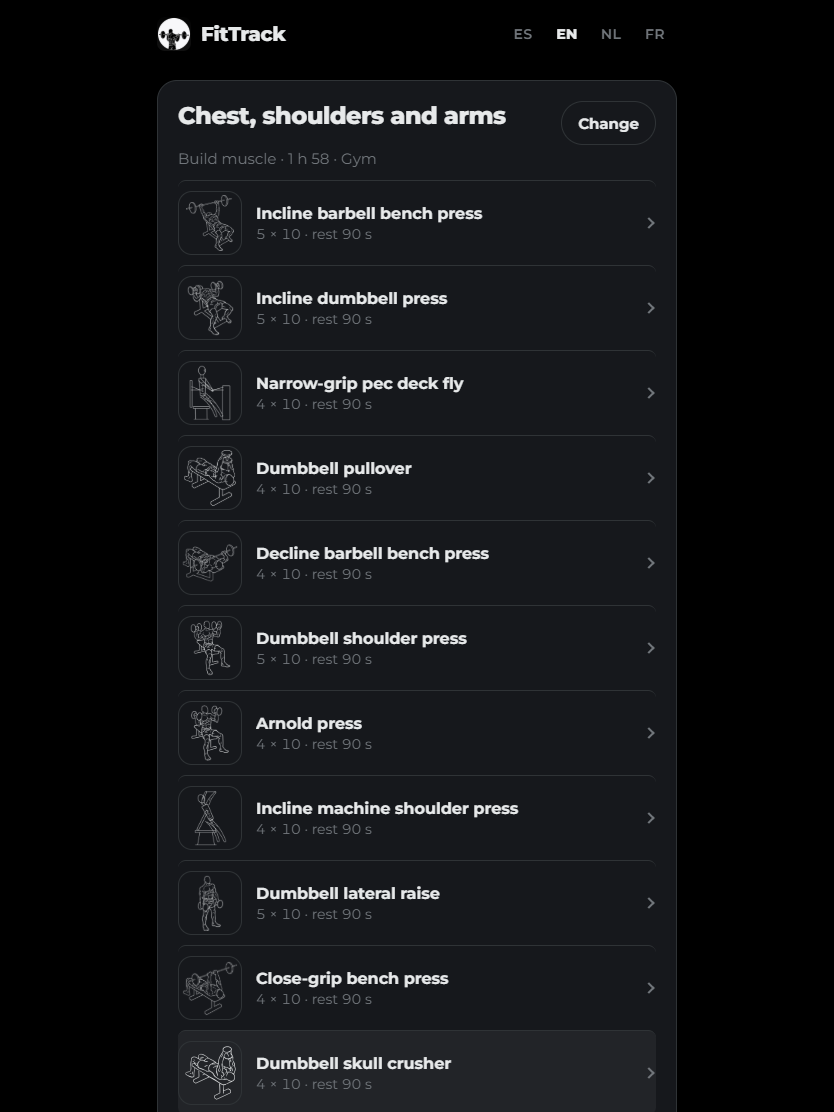 FitTrack
ES EN NL FR
Chest, shoulders and arms
Change
Build muscle · 1 h 58 · Gym
Incline barbell bench press
5 × 10 · rest 90 s
Incline dumbbell press
5 × 10 · rest 90 s
Narrow-grip pec deck fly
4 × 10 · rest 90 s
Dumbbell pullover
4 × 10 · rest 90 s
Decline barbell bench press
4 × 10 · rest 90 s
Dumbbell shoulder press
5 × 10 · rest 90 s
Arnold press
4 × 10 · rest 90 s
Incline machine shoulder press
4 × 10 · rest 90 s
Dumbbell lateral raise
5 × 10 · rest 90 s
Close-grip bench press
4 × 10 · rest 90 s
Dumbbell skull crusher
4 × 10 · rest 90 s